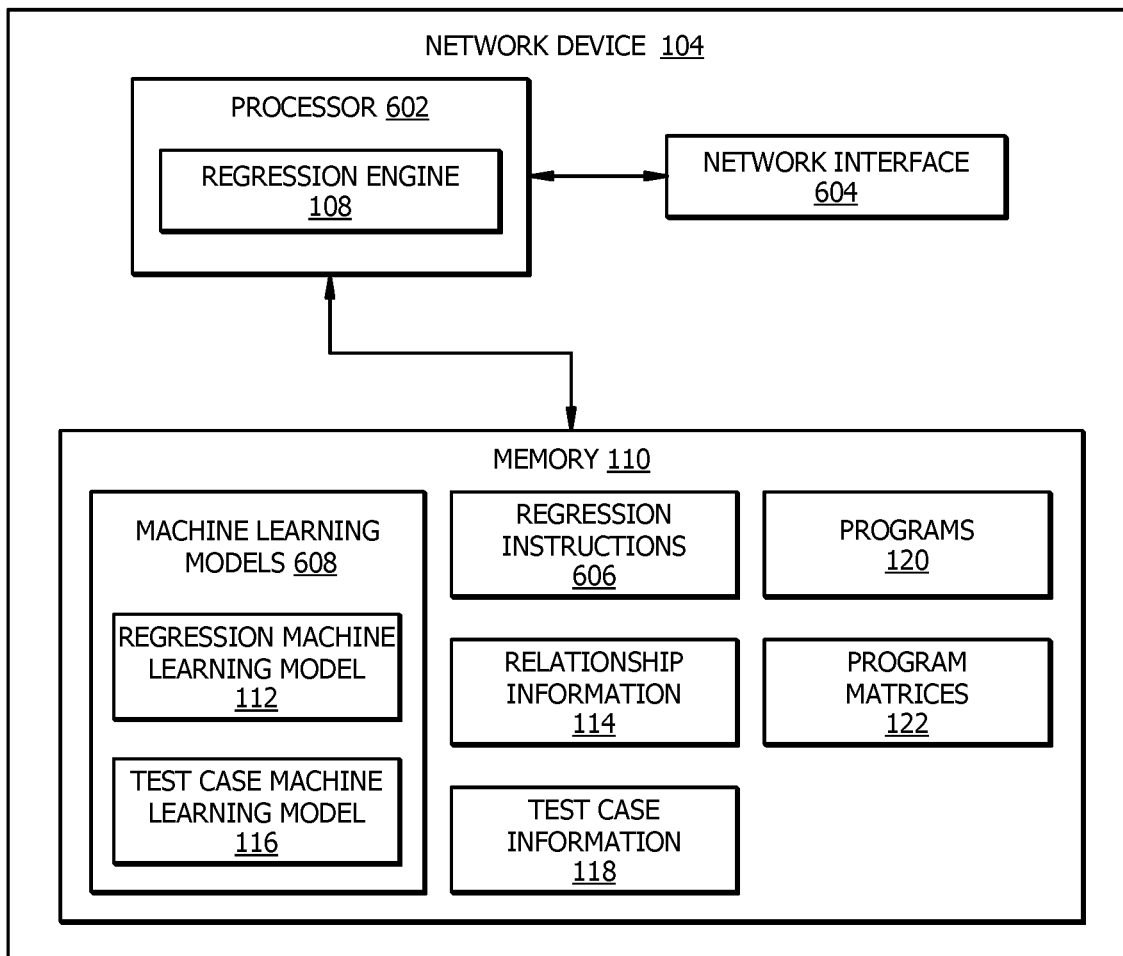 NETWORK DEVICE 104
PROCESSOR 602
REGRESSION ENGINE
108
NETWORK INTERFACE
604
MEMORY 110
MACHINE LEARNING
MODELS 608
REGRESSION MACHINE
LEARNING MODEL
112
TEST CASE MACHINE
LEARNING MODEL
116
REGRESSION
INSTRUCTIONS
606
PROGRAMS
120
RELATIONSHIP
INFORMATION
114
PROGRAM
MATRICES
122
TEST CASE
INFORMATION
118